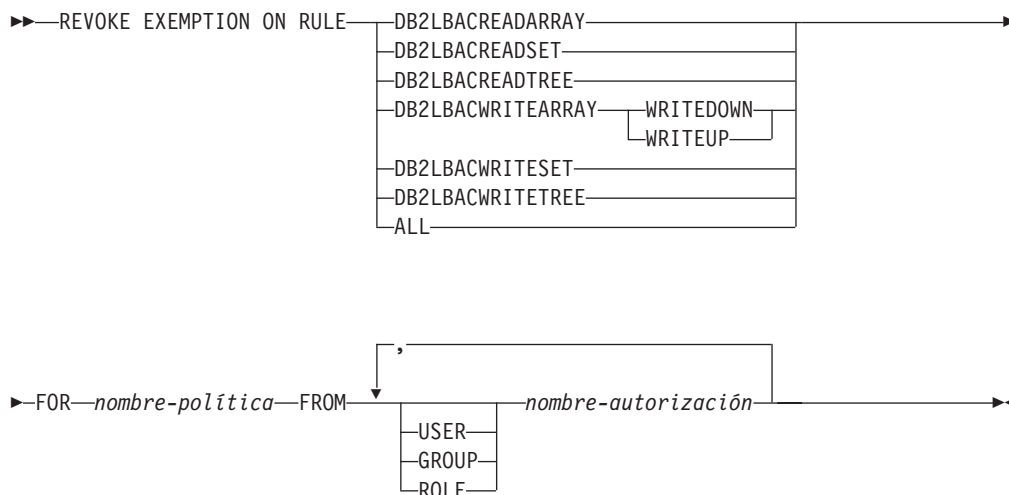 REVOKE EXEMPTION ON RULE DB2LBACREADARRAY
DB2LBACREADSET
DB2LBACREADTREE
DB2LBACWRITEARRAY WRITEDOWN
WRITEUP
DB2LBACWRITESET
DB2LBACWRITETREE
ALL
,
FOR nombre-política FROM nombre-autorización
USER
GROUP
ROLE